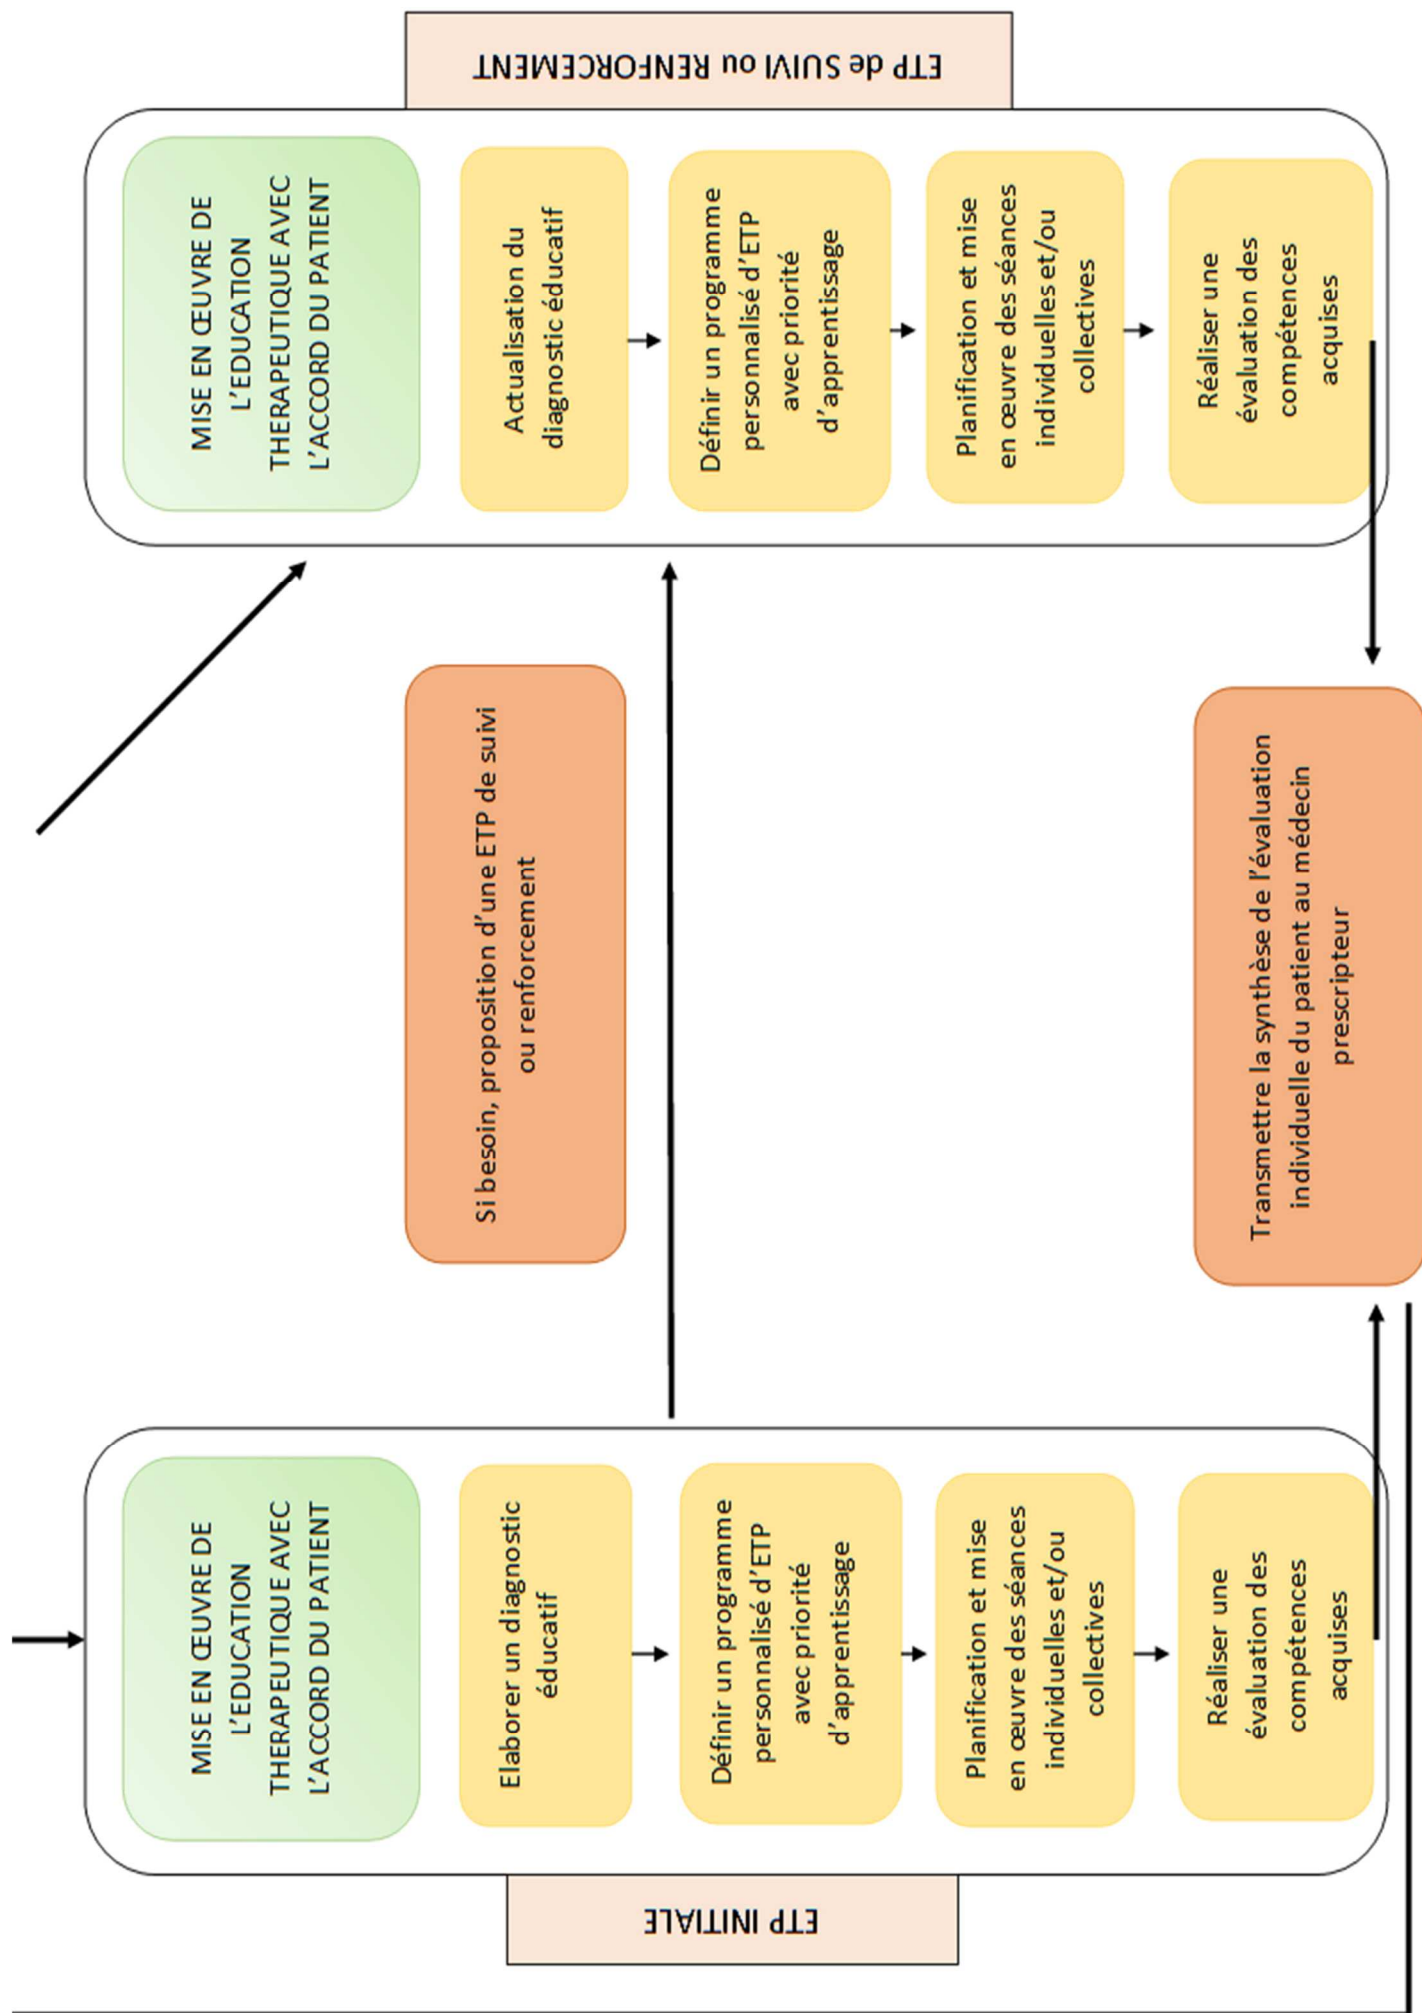 ETP INITIALE
MISE EN ŒUVRE DE
L'EDUCATION
THERAPEUTIQUE AVEC
L'ACCORD DU PATIENT
Elaborer un diagnostic
éducatif
Définir un programme
personnalisé d'ETP
avec priorité
d'apprentissage
Planification et mise
en œuvre des séances
individuelles et/ou
collectives
Réaliser une
évaluation des
compétences
acquises
Si besoin, proposition d'une ETP de suivi
ou renforcement
Transmettre la synthèse de l'évaluation
individuelle du patient au médecin
prescripteur
ETP de SUIVI ou RENFORCEMENT
MISE EN ŒUVRE DE
L'EDUCATION
THERAPEUTIQUE AVEC
L'ACCORD DU PATIENT
Actualisation du
diagnostic éducatif
Définir un programme
personnalisé d'ETP
avec priorité
d'apprentissage
Planification et mise
en œuvre des séances
individuelles et/ou
collectives
Réaliser une
évaluation des
compétences
acquises